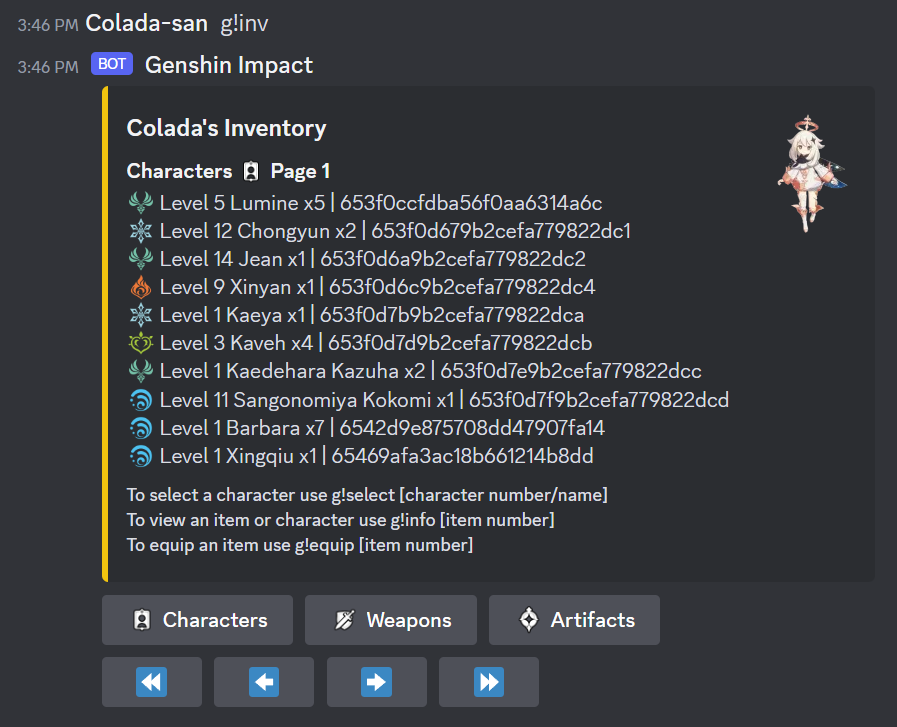 3:46 PM Colada-san g!inv
3:46 PM BOT Genshin Impact
Colada's Inventory
Characters Page 1
Level 5 Lumine x5 | 653f0ccfdba56f0aa6314a6c
Level 12 Chongyun x2 | 653f0d679b2cefa779822dc1
Level 14 Jean x1 | 653f0d6a9b2cefa779822dc2
Level 9 Xinyan x1 | 653f0d6c9b2cefa779822dc4
Level 1 Kaeya x1 | 653f0d7b9b2cefa779822dca
Level 3 Kaveh x4 | 653f0d7d9b2cefa779822dcb
Level 1 Kaedehara Kazuha x2 | 653f0d7e9b2cefa779822dcc
Level 11 Sangonomiya Kokomi x1 | 653f0d7f9b2cefa779822dcd
Level 1 Barbara x7 | 6542d9e875708dd47907fa14
Level 1 Xingqiu x1 | 65469afa3ac18b661214b8dd
To select a character use g!select [character number/name]
To view an item or character use g!info [item number]
To equip an item use g!equip [item number]
Characters Weapons Artifacts